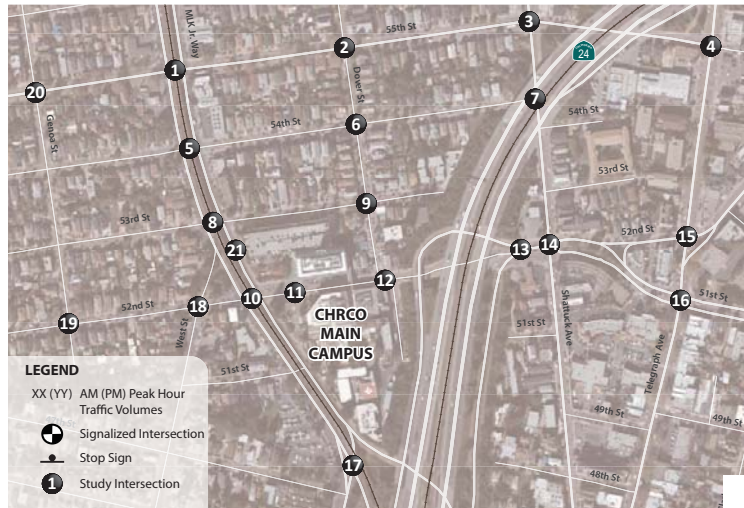 MLK Jr. Way
55th St
3
24
4
2
1
20
Dover St
7
6
54th St
54th St
Genoa St
5
53rd St
9
53rd St
8
21
52nd St
15
13
14
12
11
10
18
52nd St
19
16
51st St
CHRCO
MAIN
CAMPUS
West St
51st St
Shattuck Ave
51st St
Telegraph Ave
49th St
49th St
48th St
17
LEGEND
XX (YY) AM (PM) Peak Hour
Traffic Volumes
Signalized Intersection
Stop Sign
1 Study Intersection